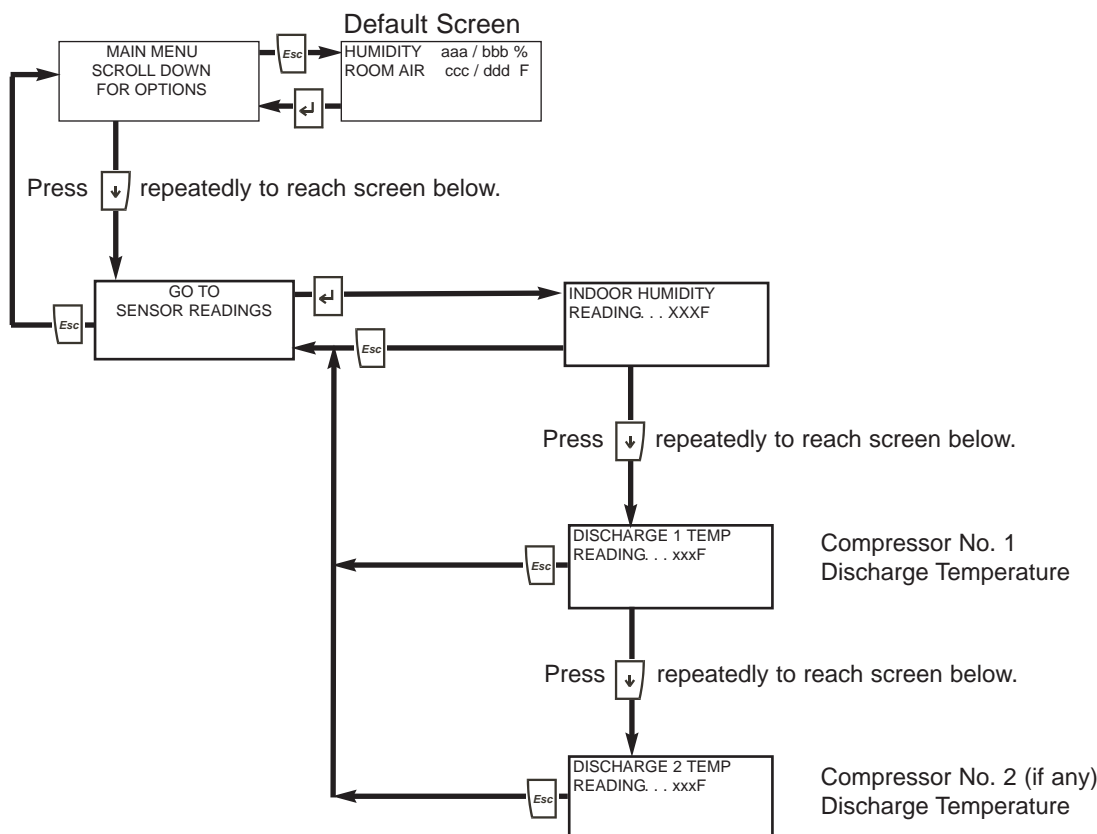 Default Screen
MAIN MENU
SCROLL DOWN
FOR OPTIONS
Esc
HUMIDITY aaa / bbb %
ROOM AIR ccc / ddd F
Press repeatedly to reach screen below.
GO TO
SENSOR READINGS
INDOOR HUMIDITY
READING. . . XXXF
Esc
Esc
Press repeatedly to reach screen below.
DISCHARGE 1 TEMP
READING. . . xxxF
Esc
Compressor No. 1
Discharge Temperature
Press repeatedly to reach screen below.
DISCHARGE 2 TEMP
READING. . . xxxF
Esc
Compressor No. 2 (if any)
Discharge Temperature